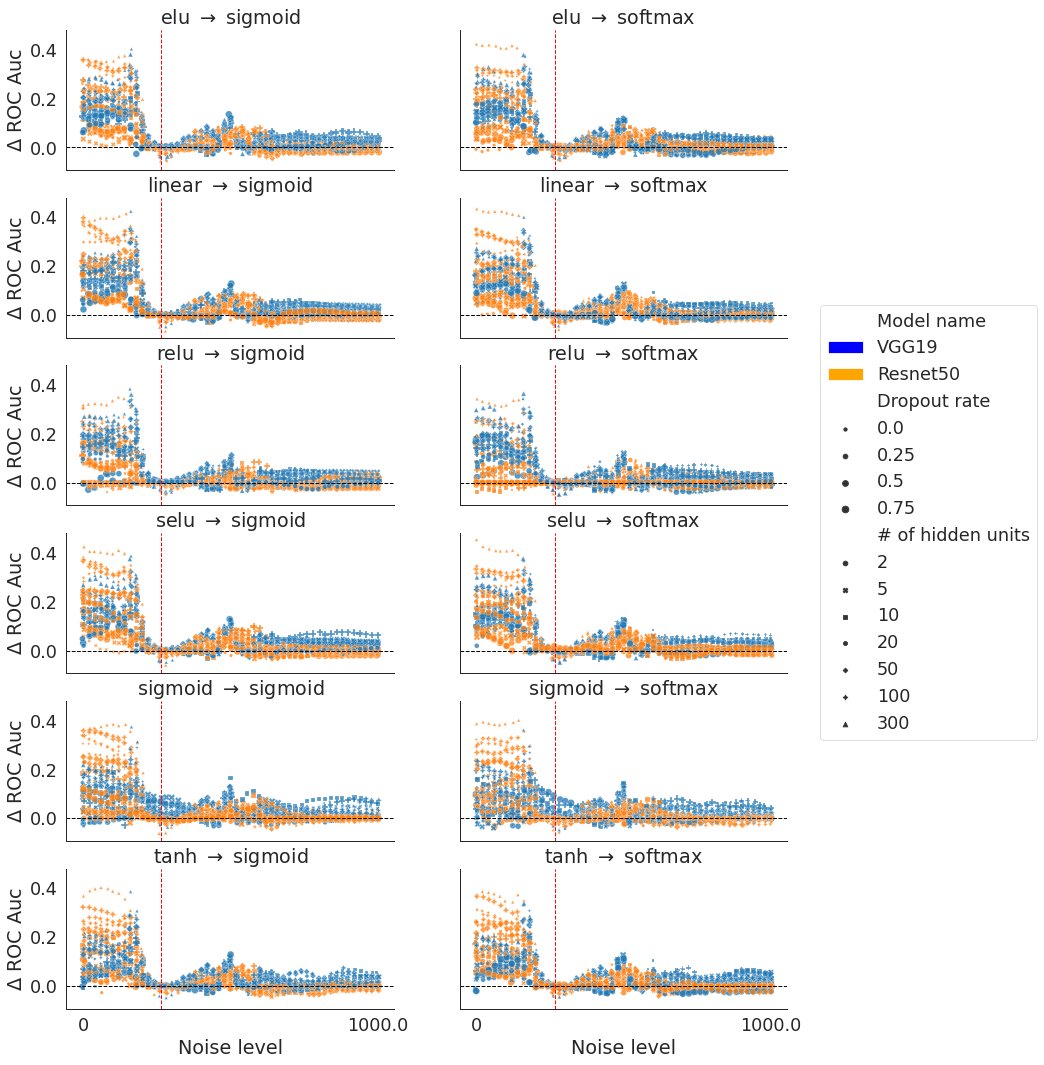 elu → sigmoid
elu → softmax
Δ ROC Auc
0.4
0.2
0.0
linear → sigmoid
linear → softmax
Δ ROC Auc
0.4
0.2
0.0
relu → sigmoid
relu → softmax
Δ ROC Auc
0.4
0.2
0.0
selu → sigmoid
selu → softmax
Δ ROC Auc
0.4
0.2
0.0
sigmoid → sigmoid
sigmoid → softmax
Δ ROC Auc
0.4
0.2
0.0
tanh → sigmoid
tanh → softmax
Δ ROC Auc
0.4
0.2
0.0
0 1000.0
0 1000.0
Noise level
Noise level
Model name
VGG19
Resnet50
Dropout rate
0.0
0.25
0.5
0.75
# of hidden units
2
5
10
20
50
100
300